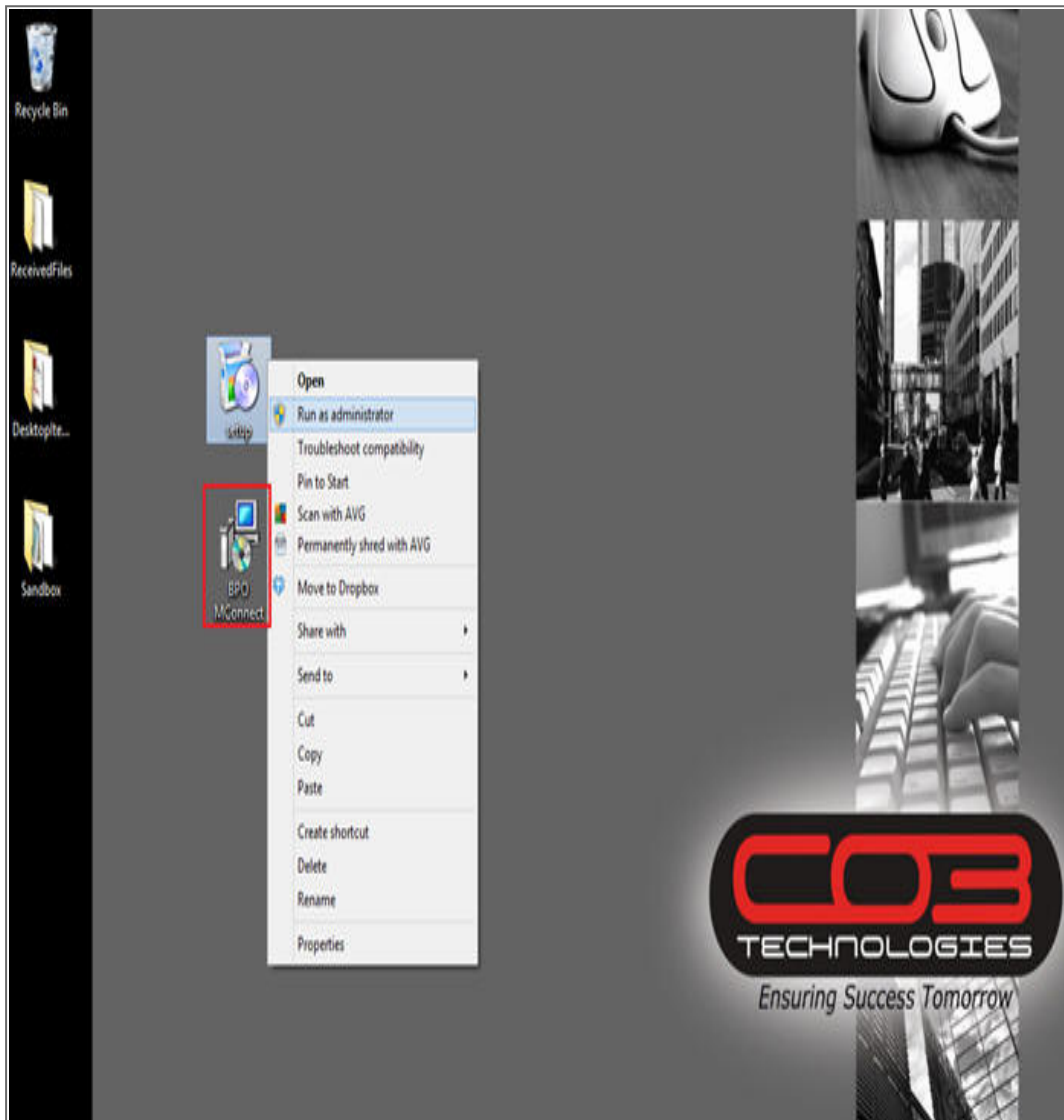 Recycle Bin
ReceivedFiles
DesktopIte...
Sandbox
setup
BPO
MConnect
Open
Run as administrator
Troubleshoot compatibility
Pin to Start
Scan with AVG
Permanently shred with AVG
Move to Dropbox
Share with
Send to
Cut
Copy
Paste
Create shortcut
Delete
Rename
Properties
CO3
TECHNOLOGIES
Ensuring Success Tomorrow